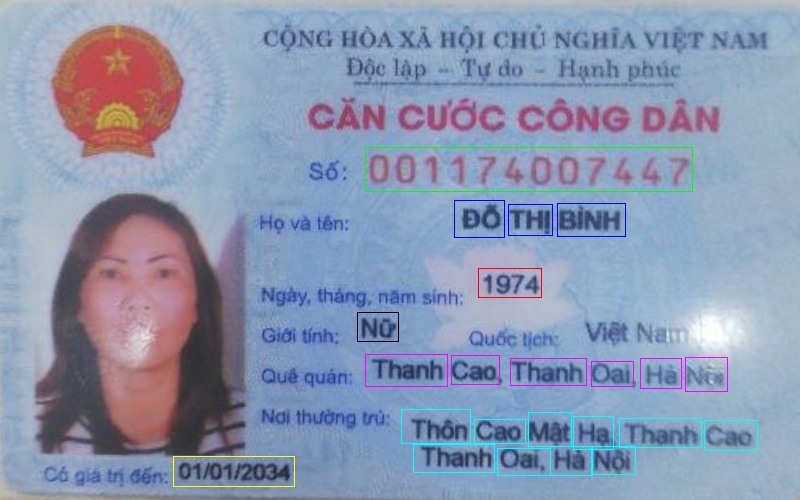 CỘNG HÒA XÃ HỘI CHỦ NGHĨA VIỆT NAM
Độc lập - Tự do - Hạnh phúc
CĂN CƯỚC CÔNG DÂN
Số: 001174007447
Họ và tên: ĐỖ THỊ BÌNH
Ngày, tháng, năm sinh: 1974
Giới tính: Nữ Quốc tịch: Việt Nam
Quê quán: Thanh Cao, Thanh Oai, Hà Nội
Nơi thường trú: Thôn Cao Mật Hạ, Thanh Cao
Thanh Oai, Hà Nội
Có giá trị đến: 01/01/2034